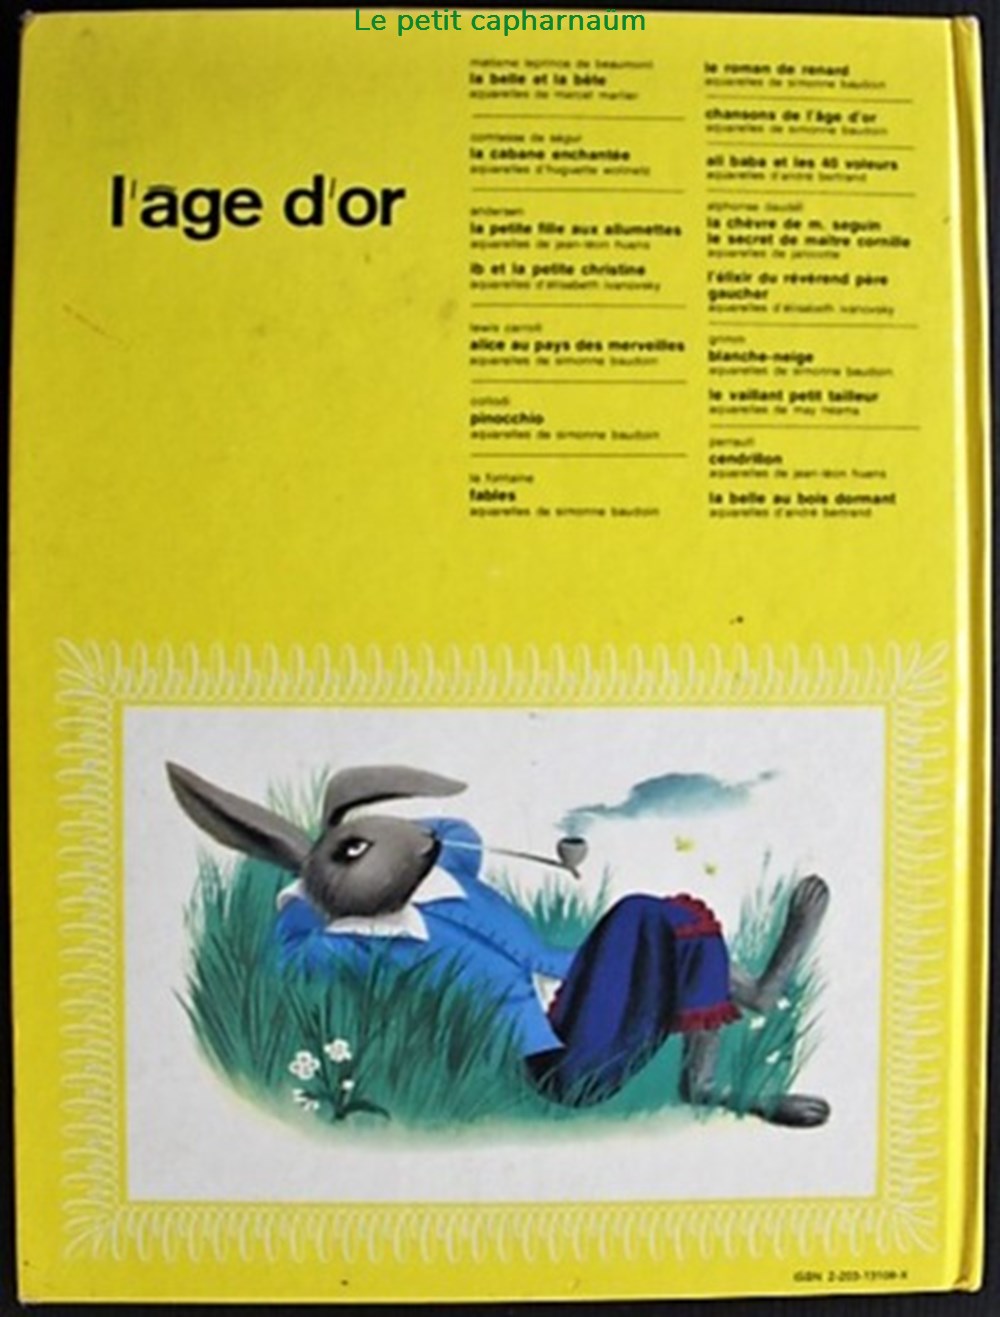 Le petit capharnaüm
l'âge d'or
madame leprince de beaumont
la belle et la bête
aquarelles de marcel marlier
comtesse de ségur
la cabane enchantée
aquarelles d'huguette
andersen
la petite fille aux allumettes
aquarelles de jean-léon huens
ib et la petite christine
aquarelles d'élisabeth ivanovsky
lewis carroll
alice au pays des merveilles
aquarelles de simonne baudoin
collodi
pinocchio
aquarelles de simonne baudoin
la fontaine
fables
aquarelles de simonne baudoin
le roman de renard
aquarelles de simonne baudoin
chansons de l'âge d'or
aquarelles de simonne baudoin
ali baba et les 40 voleurs
aquarelles d'andré bertrand
alphonse daudet
la chèvre de m. seguin
le secret de maître cornille
aquarelles de
l'élixir du révérend père
gaucher
aquarelles d'élisabeth ivanovsky
grimm
blanche-neige
aquarelles de simonne baudoin
le vaillant petit tailleur
aquarelles de may néama
perrault
cendrillon
aquarelles de jean-léon huens
la belle au bois dormant
aquarelles d'andré bertrand
ISBN 2-203-13108-X